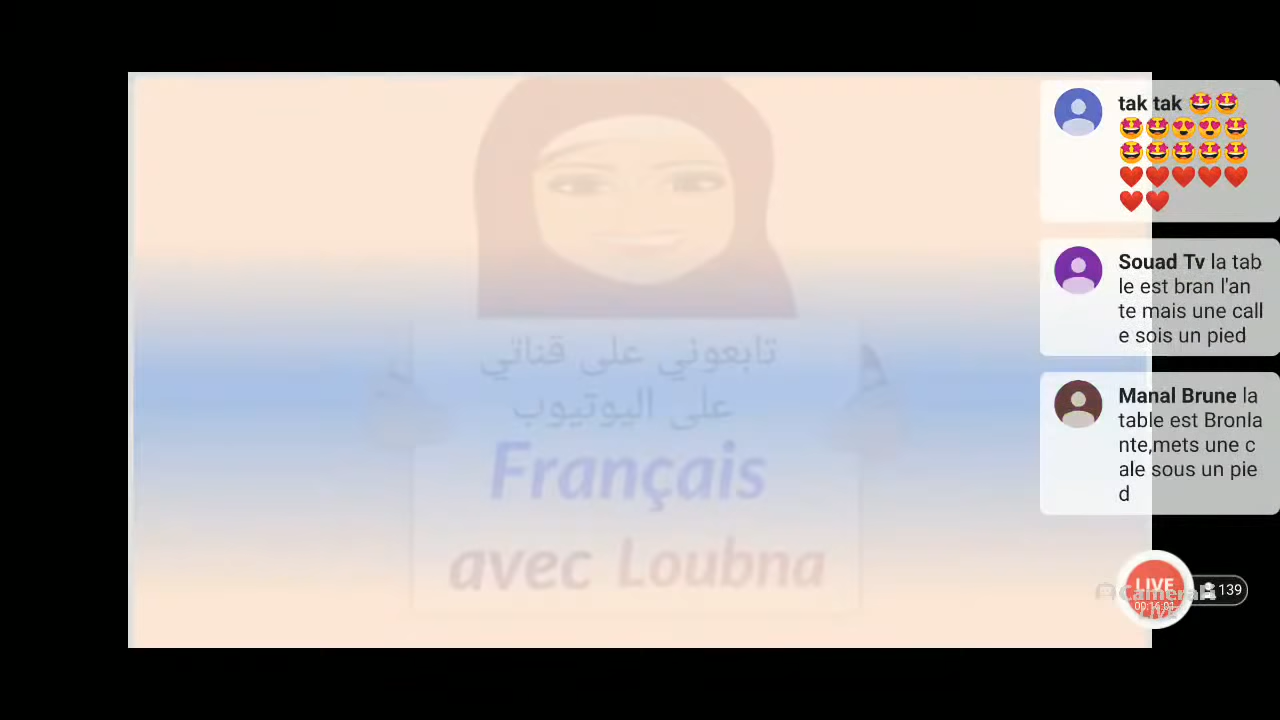 تابعوني على قناتي
على اليوتيوب
Français
avec Loubna
tak tak 🤩🤩
🤩🤩😍😍🤩
🤩🤩🤩🤩🤩
❤️❤️❤️❤️❤️
❤️❤️
Souad Tv la tab
le est bran l'an
te mais une call
e sois un pied
Manal Brune la
table est Bronla
nte,mets une c
ale sous un pie
d
LIVE
139
CameraFi
LIVE